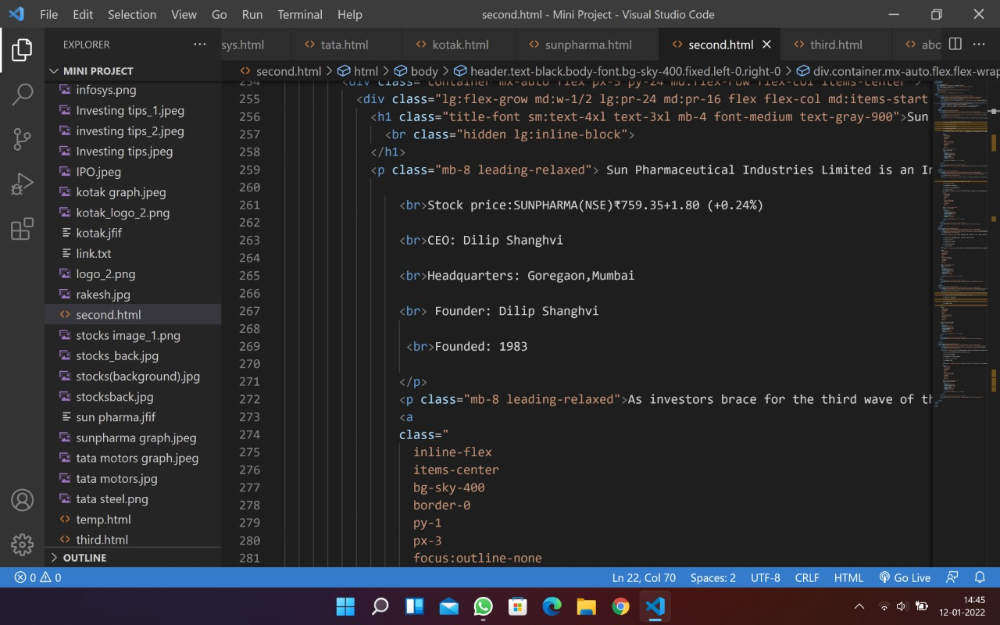 File Edit Selection View Go Run Terminal Help second.html - Mini Project - Visual Studio Code
EXPLORER ···
sys.html <> tata.html <> kotak.html <> sunpharma.html <> second.html <> third.html <> abo ···
MINI PROJECT
second.html > html > body > header.text-black.body-font.bg-sky-400.fixed.left-0.right-0 > div.container.mx-auto.flex.flex-wrap
infosys.png
Investing tips_1.jpeg
investing tips_2.jpeg
Investing tips.jpeg
IPO.jpeg
kotak graph.jpeg
kotak_logo_2.png
kotak.jfif
link.txt
logo_2.png
rakesh.jpg
second.html
stocks image_1.png
stocks_back.jpg
stocks(background).jpg
stocksback.jpg
sun pharma.jfif
sunpharma graph.jpeg
tata motors graph.jpeg
tata motors.jpg
tata steel.png
temp.html
third.html
OUTLINE
254 <div class="container mx-auto flex px-5 py-24 md:flex-row flex-col items-center">
255 <div class="lg:flex-grow md:w-1/2 lg:pr-24 md:pr-16 flex flex-col md:items-start
256 <h1 class="title-font sm:text-4xl text-3xl mb-4 font-medium text-gray-900">Sun
257 <br class="hidden lg:inline-block">
258 </h1>
259 <p class="mb-8 leading-relaxed"> Sun Pharmaceutical Industries Limited is an In
260
261 <br>Stock price:SUNPHARMA(NSE)₹759.35+1.80 (+0.24%)
262
263 <br>CEO: Dilip Shanghvi
264
265 <br>Headquarters: Goregaon,Mumbai
266
267 <br> Founder: Dilip Shanghvi
268
269 <br>Founded: 1983
270
271 </p>
272 <p class="mb-8 leading-relaxed">As investors brace for the third wave of th
273 <a
274 class="
275 inline-flex
276 items-center
277 bg-sky-400
278 border-0
279 py-1
280 px-3
281 focus:outline-none
0 0 Ln 22, Col 70 Spaces: 2 UTF-8 CRLF HTML Go Live
14:45
12-01-2022